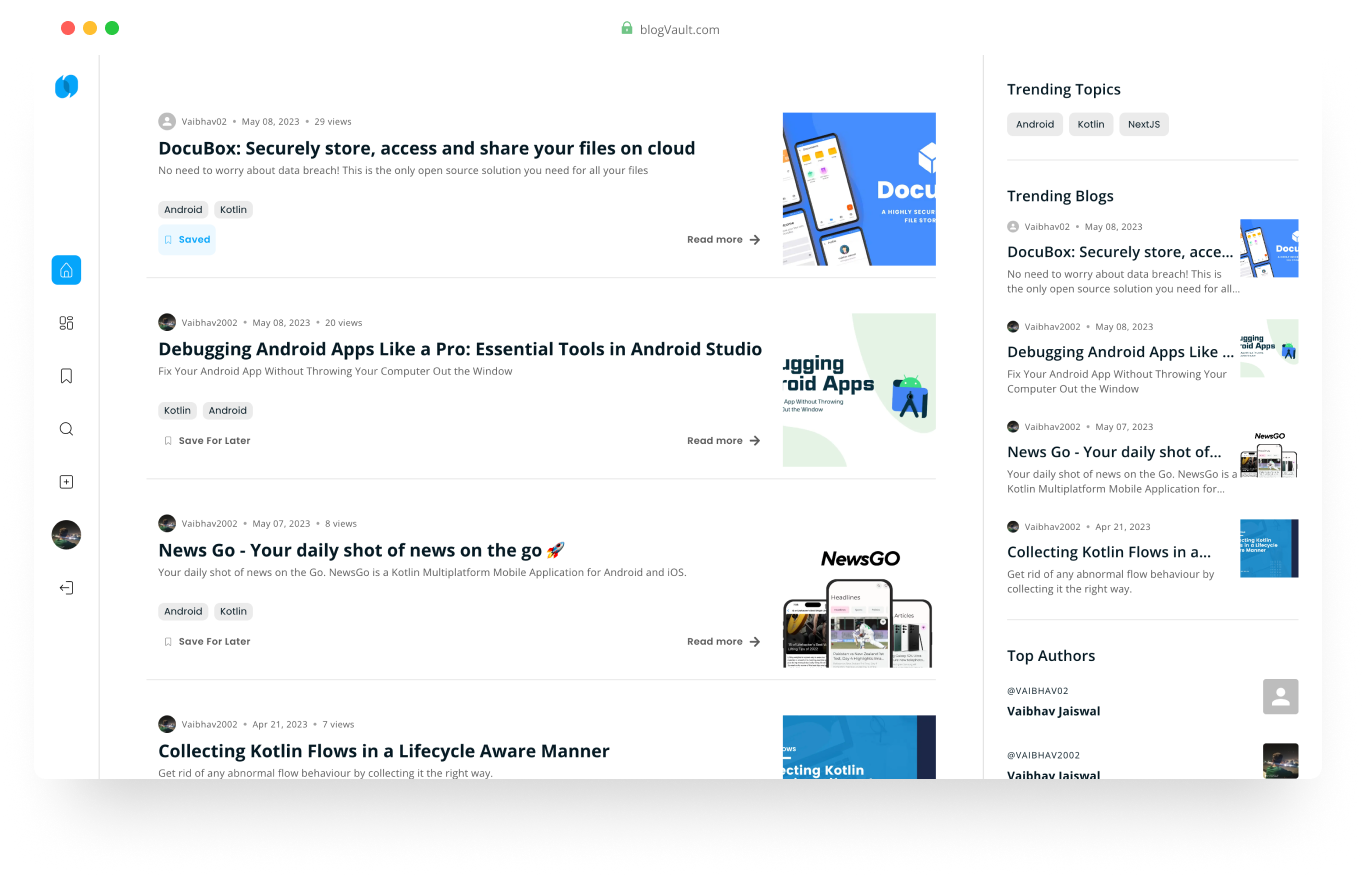 blogVault.com
Vaibhav02 • May 08, 2023 • 29 views
DocuBox: Securely store, access and share your files on cloud
No need to worry about data breach! This is the only open source solution you need for all your files
Android Kotlin
Saved
Read more →
Docu
A HIGHLY SECUR
FILE STOR
Vaibhav2002 • May 08, 2023 • 20 views
Debugging Android Apps Like a Pro: Essential Tools in Android Studio
Fix Your Android App Without Throwing Your Computer Out the Window
Kotlin Android
Save For Later
Read more →
ugging
roid Apps
App Without Throwing
Out the Window
Vaibhav2002 • May 07, 2023 • 8 views
News Go - Your daily shot of news on the go 🚀
Your daily shot of news on the Go. NewsGo is a Kotlin Multiplatform Mobile Application for Android and iOS.
Android Kotlin
Save For Later
Read more →
NewsGO
Headlines
Articles
Vaibhav2002 • Apr 21, 2023 • 7 views
Collecting Kotlin Flows in a Lifecycle Aware Manner
Get rid of any abnormal flow behaviour by collecting it the right way.
ows
ecting Kotlin
Trending Topics
Android Kotlin NextJS
Trending Blogs
Vaibhav02 • May 08, 2023
DocuBox: Securely store, acce...
No need to worry about data breach! This is
the only open source solution you need for all...
Docu
Vaibhav2002 • May 08, 2023
Debugging Android Apps Like ...
Fix Your Android App Without Throwing Your
Computer Out the Window
ugging
roid Apps
Vaibhav2002 • May 07, 2023
News Go - Your daily shot of...
Your daily shot of news on the Go. NewsGo is a
Kotlin Multiplatform Mobile Application for...
NewsGO
Vaibhav2002 • Apr 21, 2023
Collecting Kotlin Flows in a...
Get rid of any abnormal flow behaviour by
collecting it the right way.
ecting Kotlin
s in a Lifecycle
are Manner
Top Authors
@VAIBHAV02
Vaibhav Jaiswal
@VAIBHAV2002
Vaibhav Jaiswal